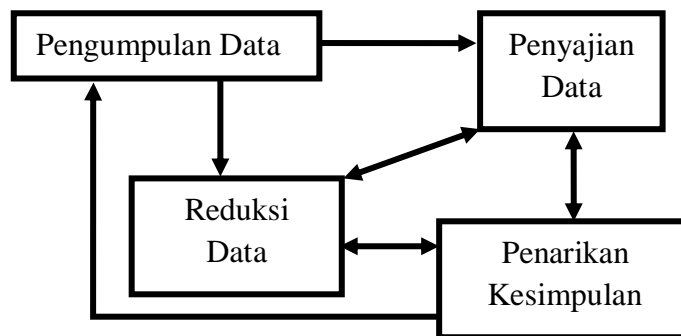 Pengumpulan Data
Penyajian
Data
Reduksi
Data
Penarikan
Kesimpulan